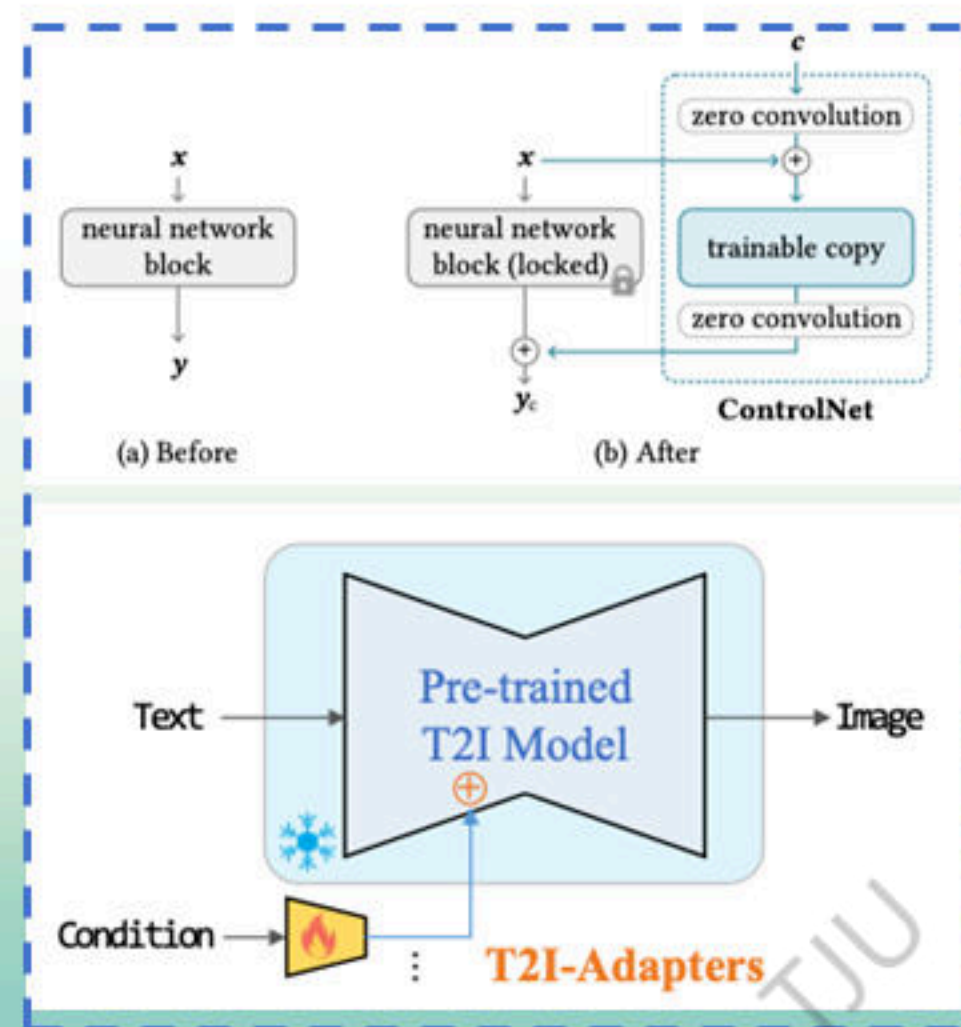 c
zero convolution
x
x
+
neural network
block
neural network
block (locked)
trainable copy
zero convolution
+
y
y_c
ControlNet
(a) Before
(b) After
Pre-trained
T2I Model
Text
Image
Condition
⋮
T2I-Adapters
TJU